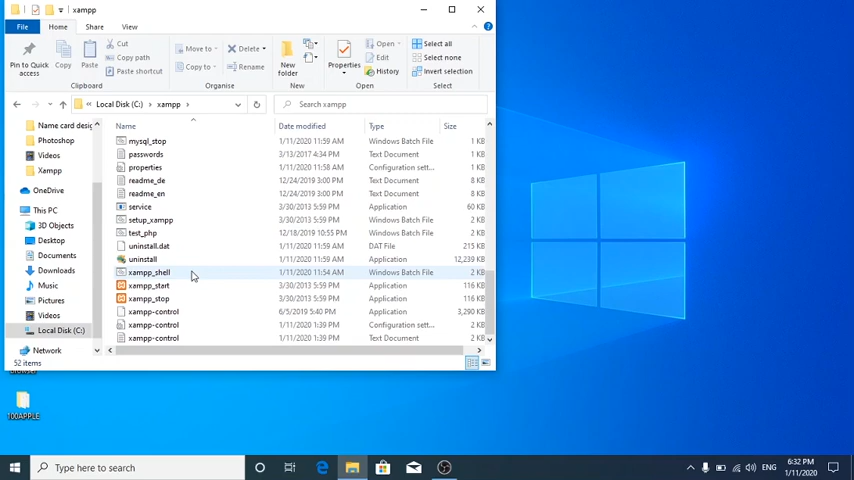 xampp
File Home Share View
Pin to Quick access
Copy
Paste
Cut
Copy path
Paste shortcut
Clipboard
Move to
Copy to
Delete
Rename
Organise
New folder
New
Properties
Open
Edit
History
Open
Select all
Select none
Invert selection
Select
Local Disk (C:) xampp
Search xampp
Name card desig
Photoshop
Videos
Xampp
OneDrive
This PC
3D Objects
Desktop
Documents
Downloads
Music
Pictures
Videos
Local Disk (C:)
Network
Name Date modified Type Size
mysql_stop 1/11/2020 11:59 AM Windows Batch File 1 KB
passwords 3/13/2017 4:34 PM Text Document 1 KB
properties 1/11/2020 11:58 AM Configuration sett... 1 KB
readme_de 12/24/2019 3:00 PM Text Document 8 KB
readme_en 12/24/2019 3:00 PM Text Document 8 KB
service 3/30/2013 5:59 PM Application 60 KB
setup_xampp 3/30/2013 5:59 PM Windows Batch File 2 KB
test_php 12/18/2019 10:55 PM Windows Batch File 2 KB
uninstall.dat 1/11/2020 11:59 AM DAT File 215 KB
uninstall 1/11/2020 11:59 AM Application 12,239 KB
xampp_shell 1/11/2020 11:54 AM Windows Batch File 2 KB
xampp_start 3/30/2013 5:59 PM Application 116 KB
xampp_stop 3/30/2013 5:59 PM Application 116 KB
xampp-control 6/5/2019 5:40 PM Application 3,290 KB
xampp-control 1/11/2020 1:39 PM Configuration sett... 2 KB
xampp-control 1/11/2020 1:39 PM Text Document 2 KB
52 items
100APPLE
Type here to search
ENG
6:32 PM
1/11/2020